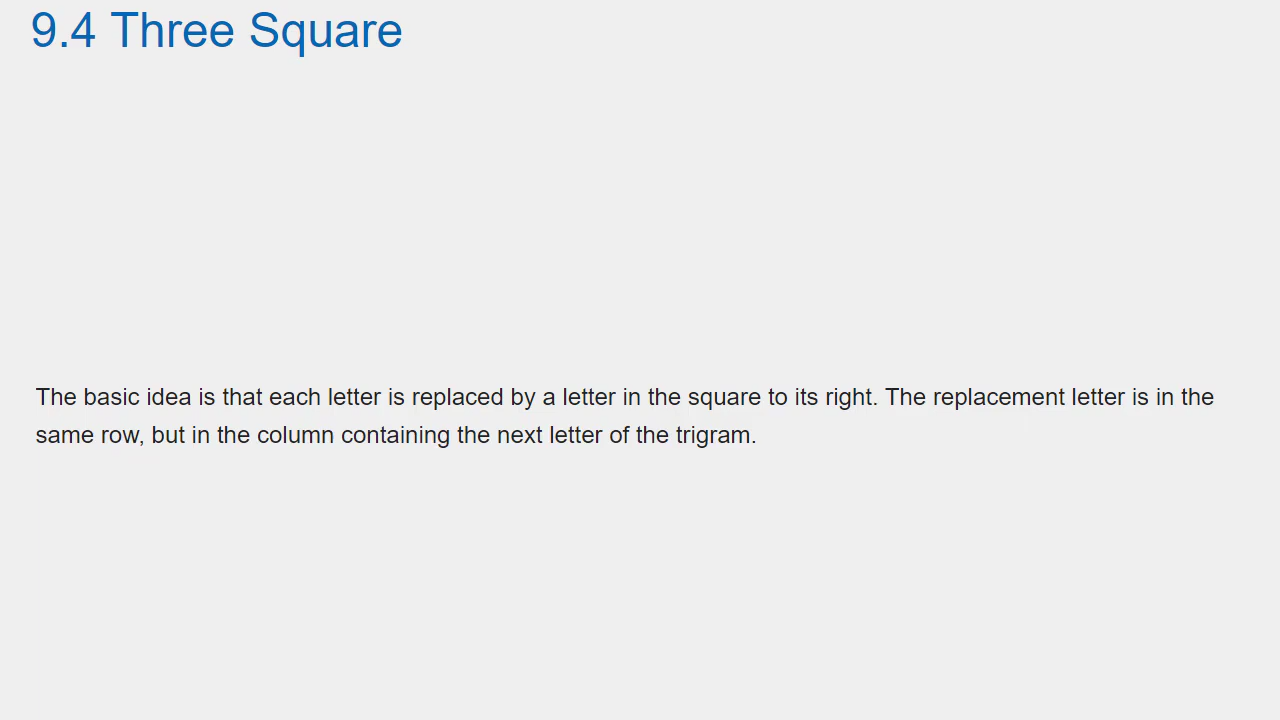 9.4 Three Square
The basic idea is that each letter is replaced by a letter in the square to its right. The replacement letter is in the
same row, but in the column containing the next letter of the trigram.